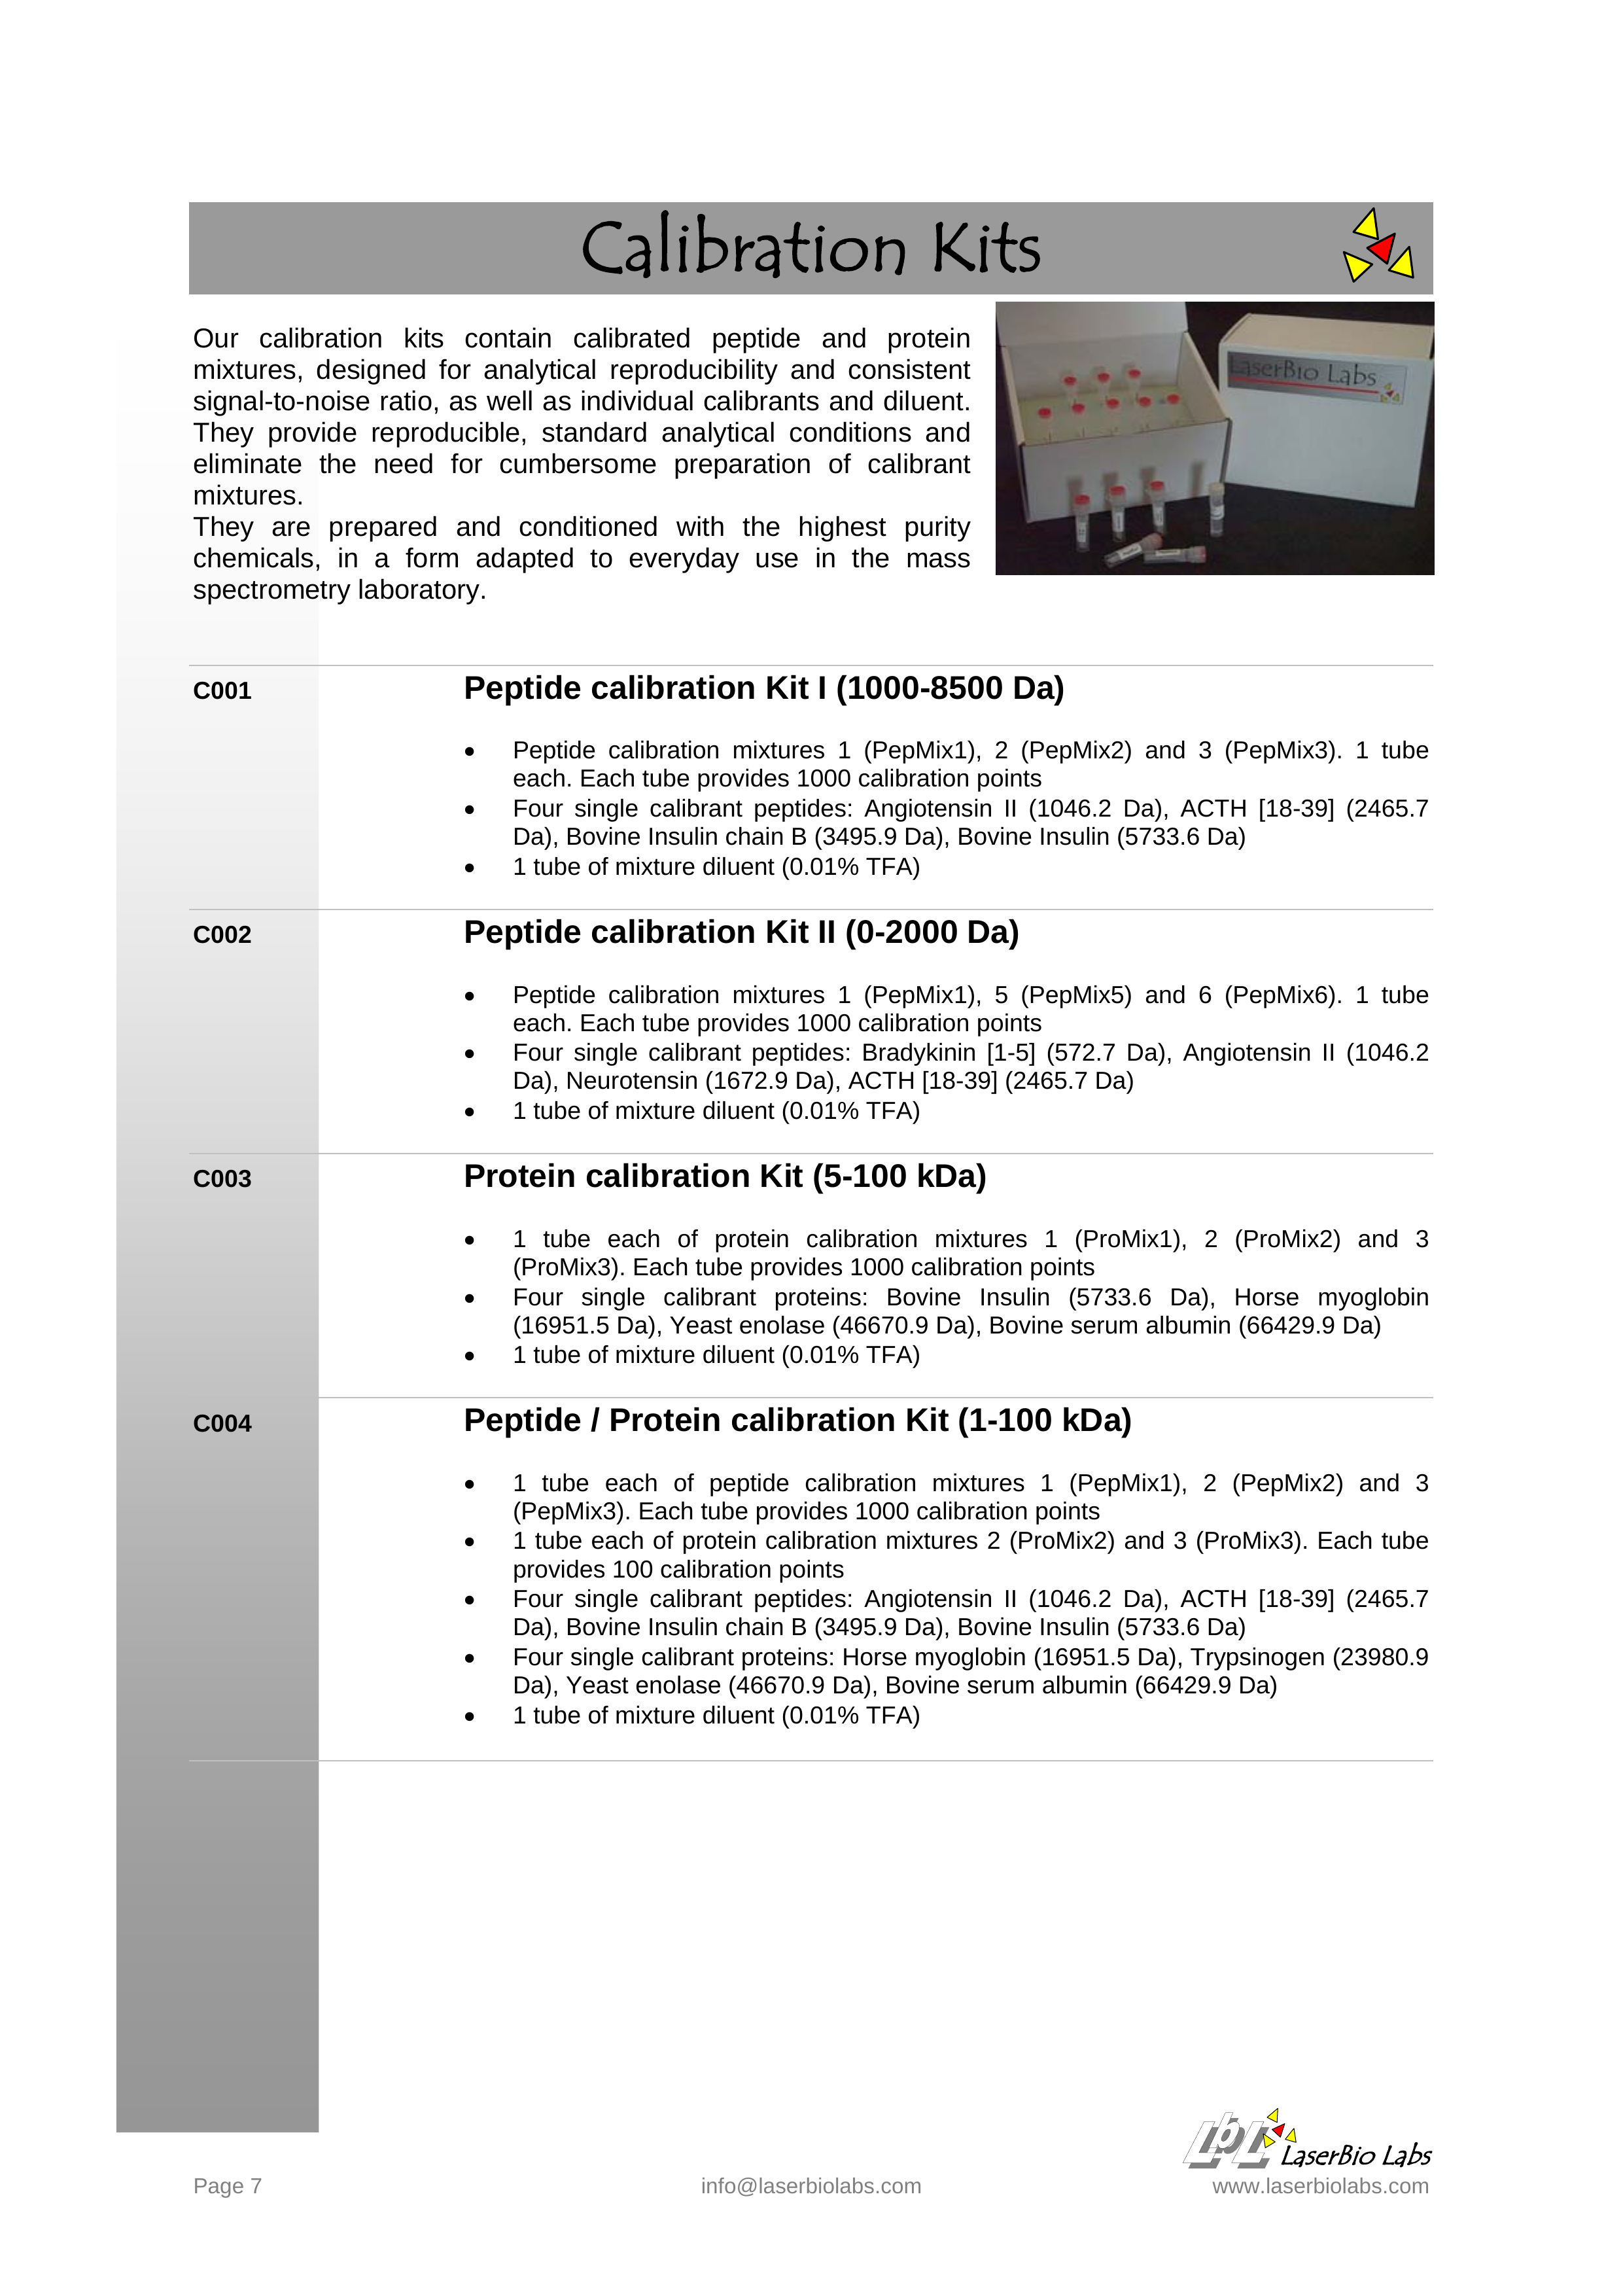 Calibration Kits
Our calibration kits contain calibrated peptide and protein
mixtures, designed for analytical reproducibility and consistent
signal-to-noise ratio, as well as individual calibrants and diluent.
They provide reproducible, standard analytical conditions and
eliminate the need for cumbersome preparation of calibrant
mixtures.
They are prepared and conditioned with the highest purity
chemicals, in a form adapted to everyday use in the mass
spectrometry laboratory.
LaserBio Labs
C001
Peptide calibration Kit I (1000-8500 Da)
• Peptide calibration mixtures 1 (PepMix1), 2 (PepMix2) and 3 (PepMix3). 1 tube
each. Each tube provides 1000 calibration points
• Four single calibrant peptides: Angiotensin II (1046.2 Da), ACTH [18-39] (2465.7
Da), Bovine Insulin chain B (3495.9 Da), Bovine Insulin (5733.6 Da)
• 1 tube of mixture diluent (0.01% TFA)
C002
Peptide calibration Kit II (0-2000 Da)
• Peptide calibration mixtures 1 (PepMix1), 5 (PepMix5) and 6 (PepMix6). 1 tube
each. Each tube provides 1000 calibration points
• Four single calibrant peptides: Bradykinin [1-5] (572.7 Da), Angiotensin II (1046.2
Da), Neurotensin (1672.9 Da), ACTH [18-39] (2465.7 Da)
• 1 tube of mixture diluent (0.01% TFA)
C003
Protein calibration Kit (5-100 kDa)
• 1 tube each of protein calibration mixtures 1 (ProMix1), 2 (ProMix2) and 3
(ProMix3). Each tube provides 1000 calibration points
• Four single calibrant proteins: Bovine Insulin (5733.6 Da), Horse myoglobin
(16951.5 Da), Yeast enolase (46670.9 Da), Bovine serum albumin (66429.9 Da)
• 1 tube of mixture diluent (0.01% TFA)
C004
Peptide / Protein calibration Kit (1-100 kDa)
• 1 tube each of peptide calibration mixtures 1 (PepMix1), 2 (PepMix2) and 3
(PepMix3). Each tube provides 1000 calibration points
• 1 tube each of protein calibration mixtures 2 (ProMix2) and 3 (ProMix3). Each tube
provides 100 calibration points
• Four single calibrant peptides: Angiotensin II (1046.2 Da), ACTH [18-39] (2465.7
Da), Bovine Insulin chain B (3495.9 Da), Bovine Insulin (5733.6 Da)
• Four single calibrant proteins: Horse myoglobin (16951.5 Da), Trypsinogen (23980.9
Da), Yeast enolase (46670.9 Da), Bovine serum albumin (66429.9 Da)
• 1 tube of mixture diluent (0.01% TFA)
LbL LaserBio Labs
Page 7 info@laserbiolabs.com www.laserbiolabs.com